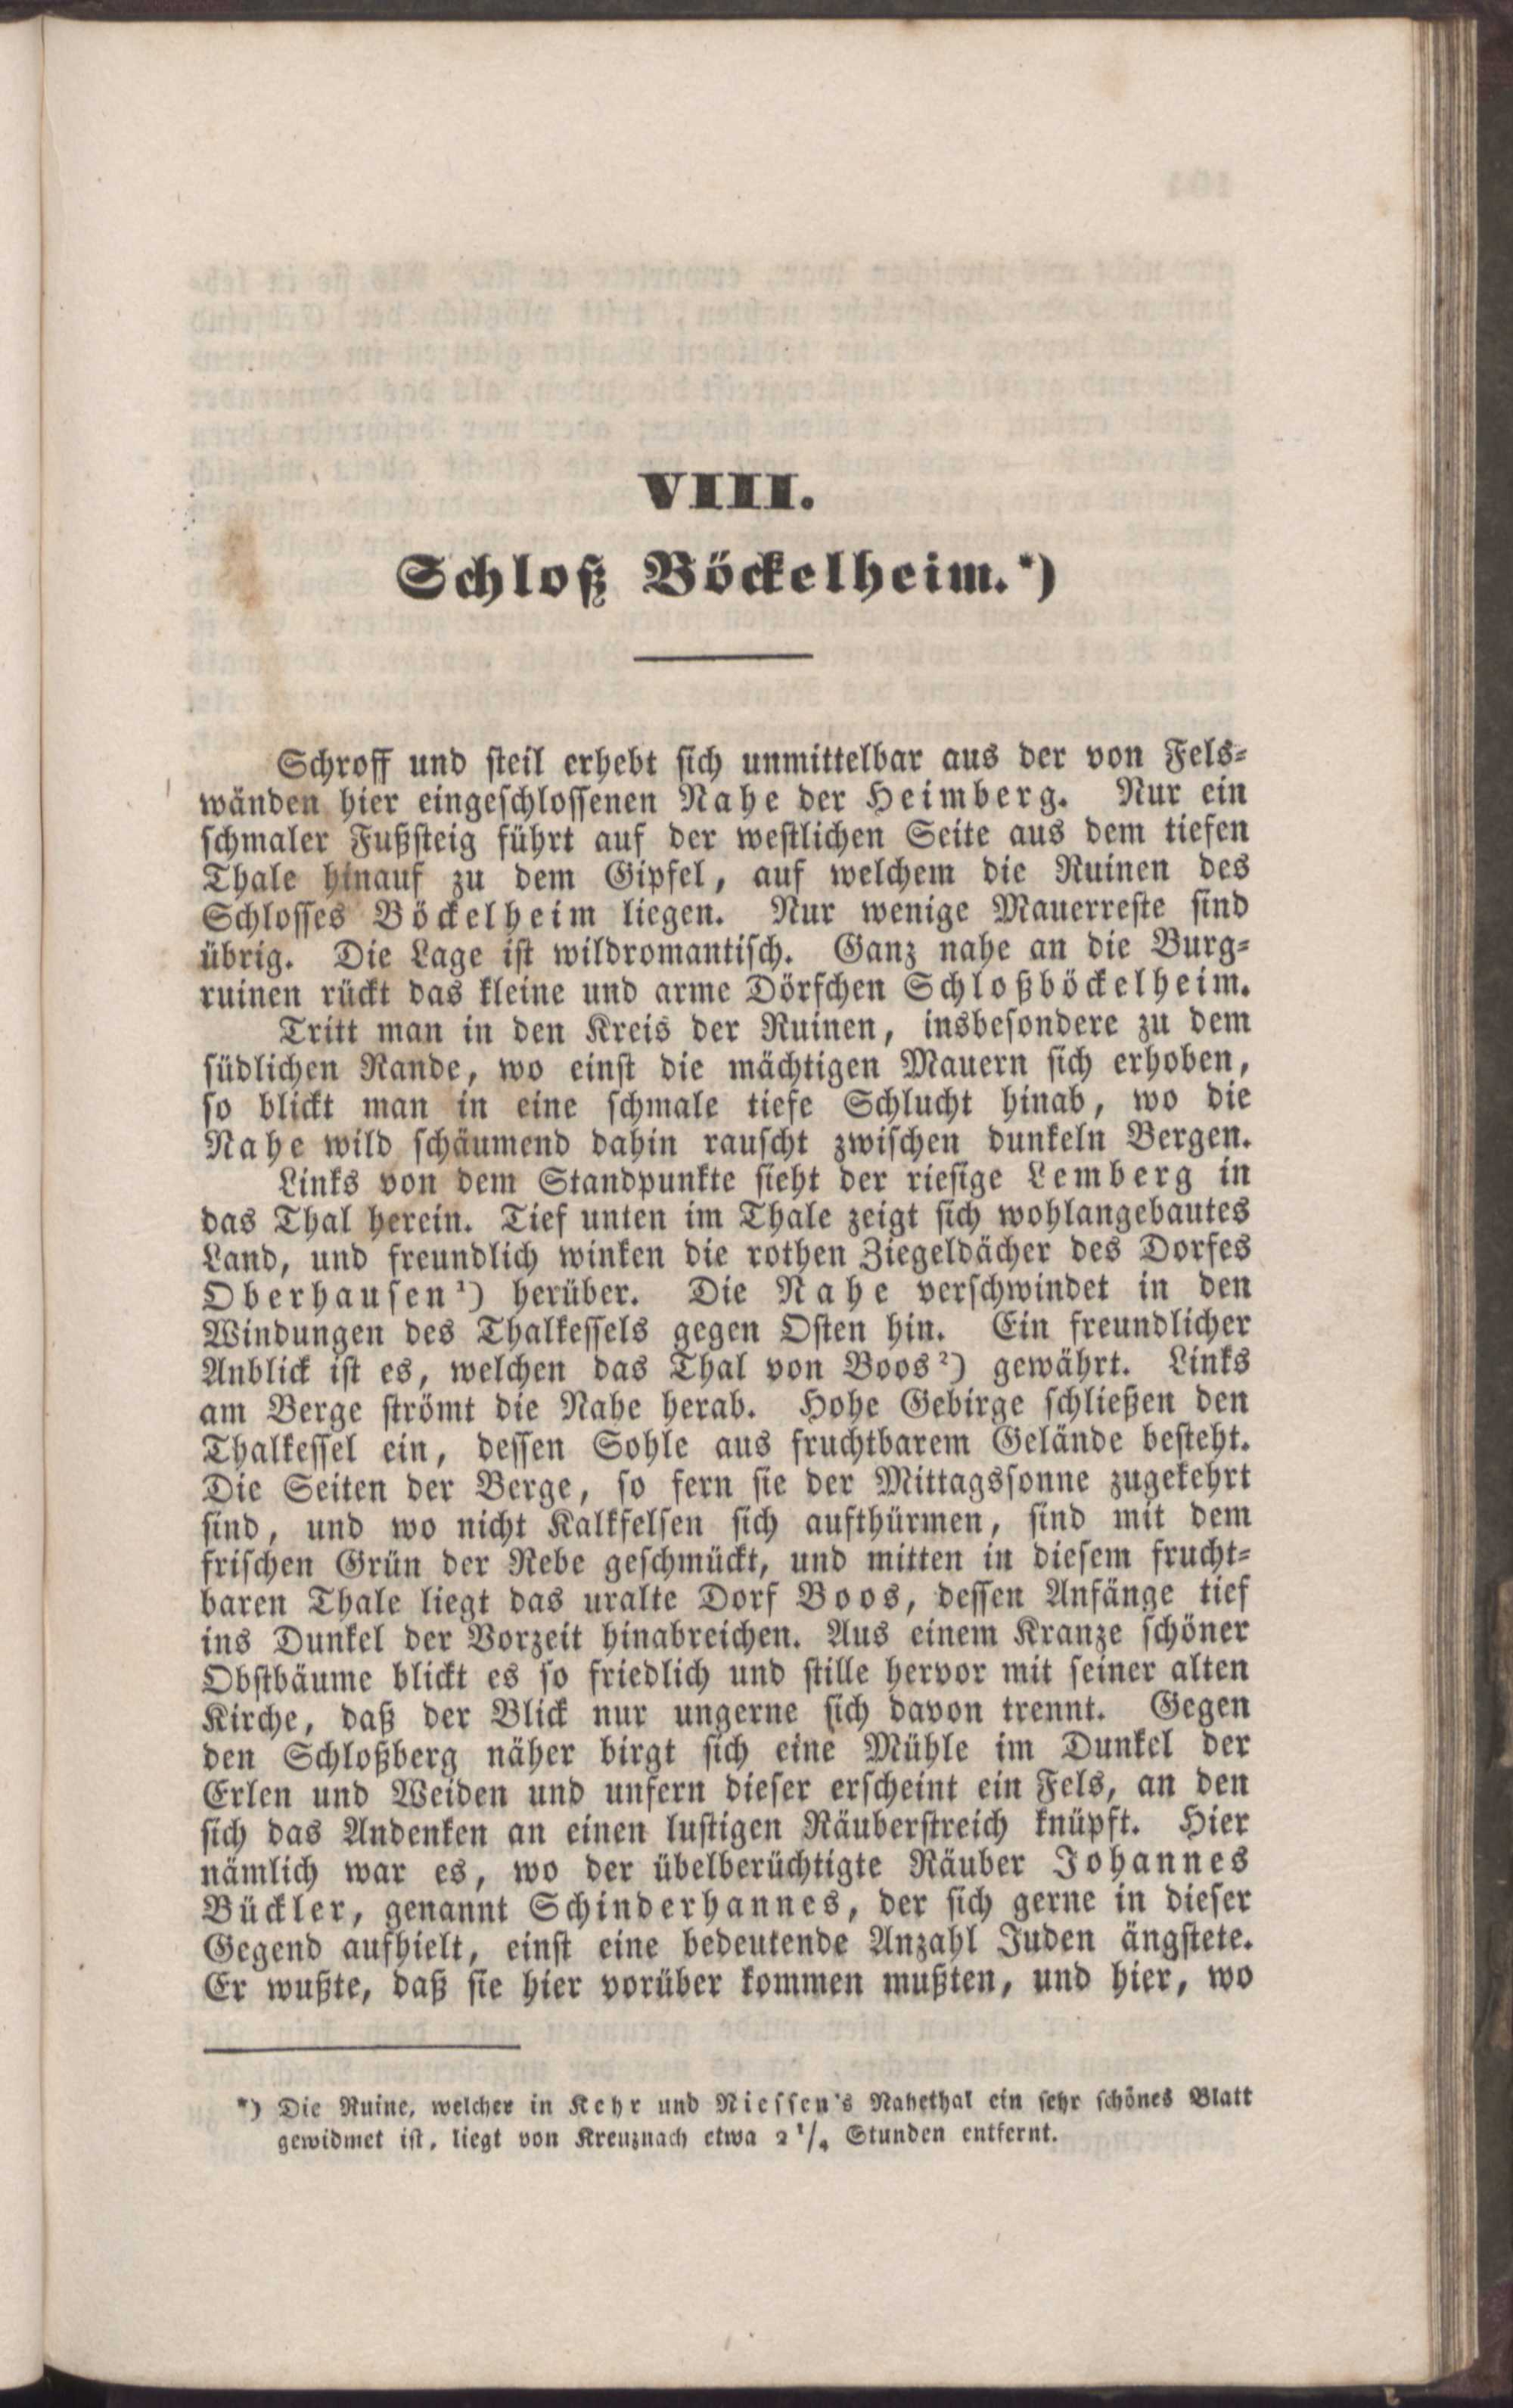 VIII.
Schloß Böckelheim.*)
Schroff und steil erhebt sich unmittelbar aus der von Fels-
wänden hier eingeschlossenen Nahe der Heimberg. Nur ein
schmaler Fußsteig führt auf der westlichen Seite aus dem tiefen
Thale hinauf zu dem Gipfel, auf welchem die Ruinen des
Schlosses Böckelheim liegen. Nur wenige Mauerreste sind
übrig. Die Lage ist wildromantisch. Ganz nahe an die Burg-
ruinen rückt das kleine und arme Dörfchen Schloßböckelheim.
Tritt man in den Kreis der Ruinen, insbesondere zu dem
südlichen Rande, wo einst die mächtigen Mauern sich erhoben,
so blickt man in eine schmale tiefe Schlucht hinab, wo die
Nahe wild schäumend dahin rauscht zwischen dunkeln Bergen.
Links von dem Standpunkte sieht der riesige Lemberg in
das Thal herein. Tief unten im Thale zeigt sich wohlangebautes
Land, und freundlich winken die rothen Ziegeldächer des Dorfes
Oberhausen¹) herüber. Die Nahe verschwindet in den
Windungen des Thalkessels gegen Osten hin. Ein freundlicher
Anblick ist es, welchen das Thal von Boos²) gewährt. Links
am Berge strömt die Nahe herab. Hohe Gebirge schließen den
Thalkessel ein, dessen Sohle aus fruchtbarem Gelände besteht.
Die Seiten der Berge, so fern sie der Mittagssonne zugekehrt
sind, und wo nicht Kalkfelsen sich aufthürmen, sind mit dem
frischen Grün der Rebe geschmückt, und mitten in diesem frucht-
baren Thale liegt das uralte Dorf Boos, dessen Anfänge tief
ins Dunkel der Vorzeit hinabreichen. Aus einem Kranze schöner
Obstbäume blickt es so friedlich und stille hervor mit seiner alten
Kirche, daß der Blick nur ungerne sich davon trennt. Gegen
den Schloßberg näher birgt sich eine Mühle im Dunkel der
Erlen und Weiden und unfern dieser erscheint ein Fels, an den
sich das Andenken an einen lustigen Räuberstreich knüpft. Hier
nämlich war es, wo der übelberüchtigte Räuber Johannes
Bückler, genannt Schinderhannes, der sich gerne in dieser
Gegend aufhielt, einst eine bedeutende Anzahl Juden ängstete.
Er wußte, daß sie hier vorüber kommen mußten, und hier, wo
*) Die Ruine, welcher in Kehr und Niessen's Nahethal ein sehr schönes Blatt
gewidmet ist, liegt von Kreuznach etwa 2 1/4 Stunden entfernt.